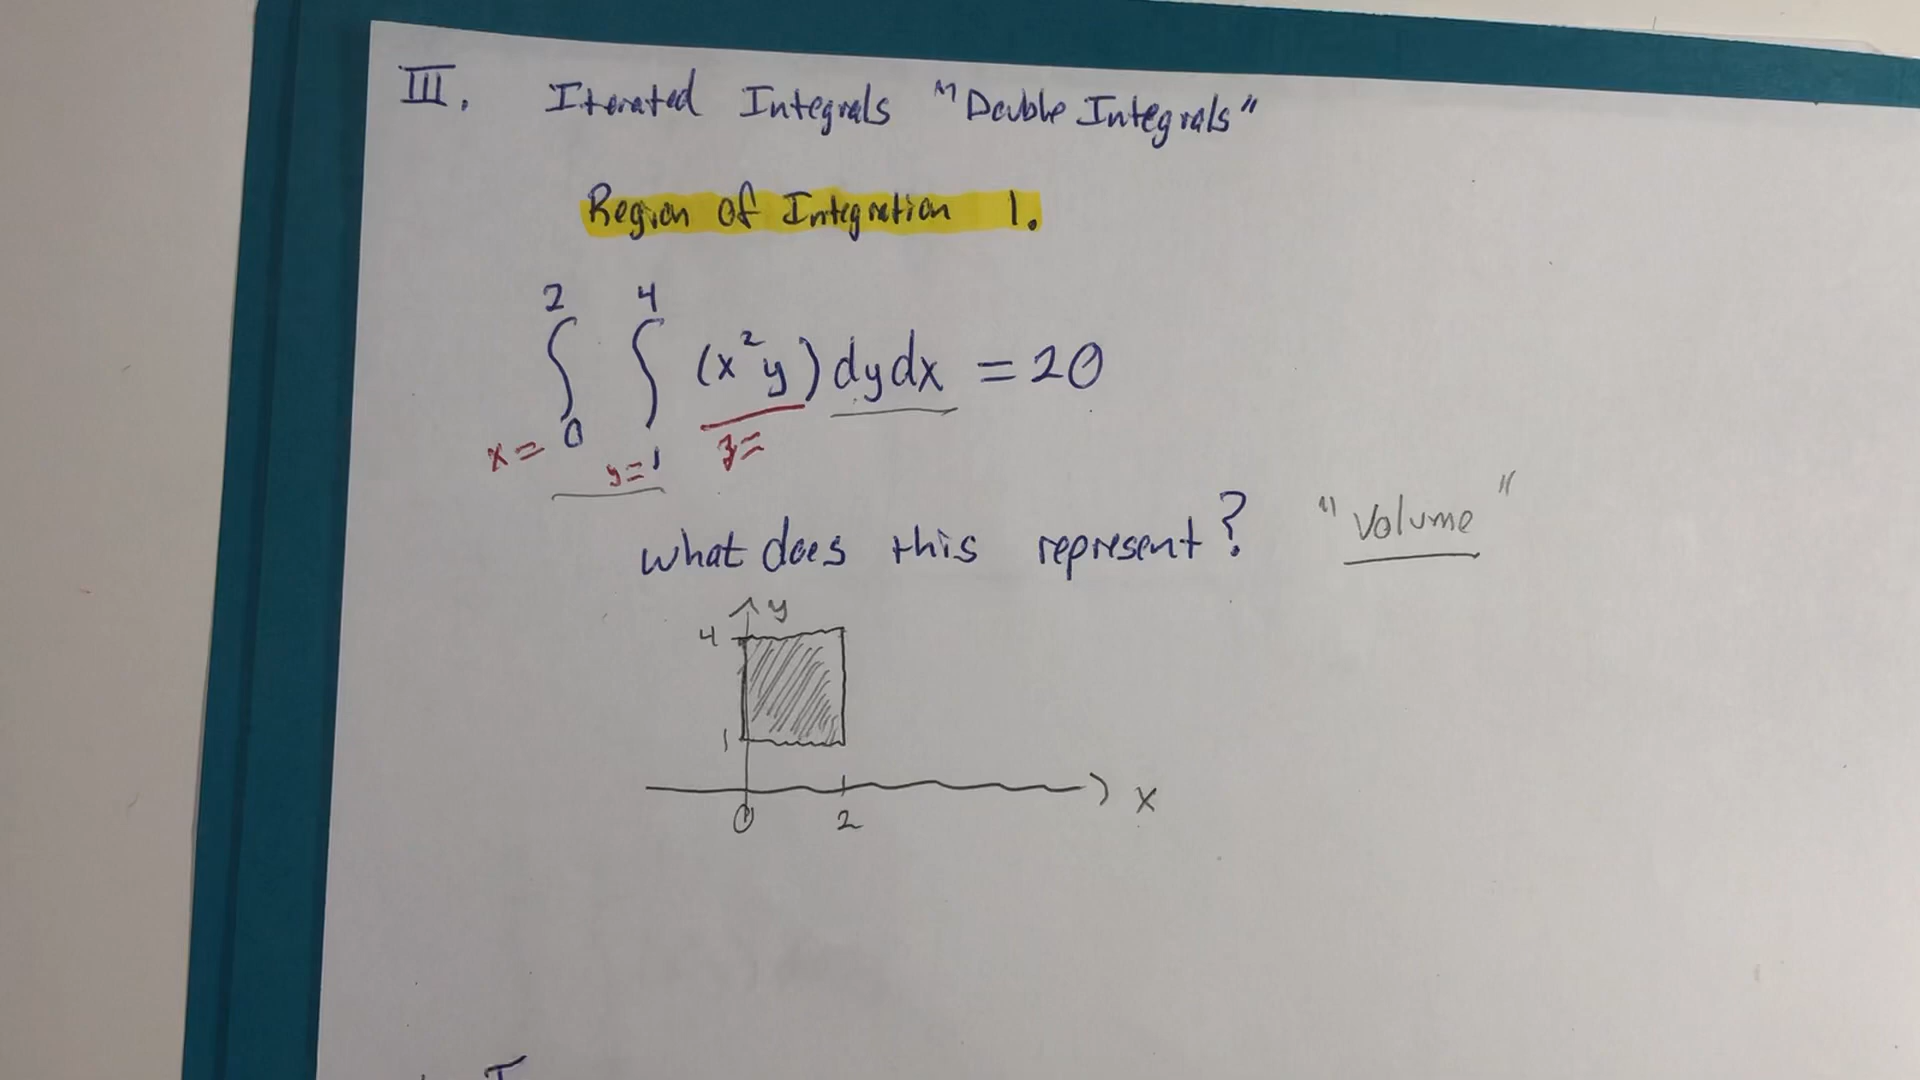 III. Iterated Integrals "Double Integrals"
Region of Integration 1.
2 4
∫ ∫ (x²y) dy dx = 20
x = 0 y = 1 z =
what does this represent? "Volume"
y
4
1
0 2 x